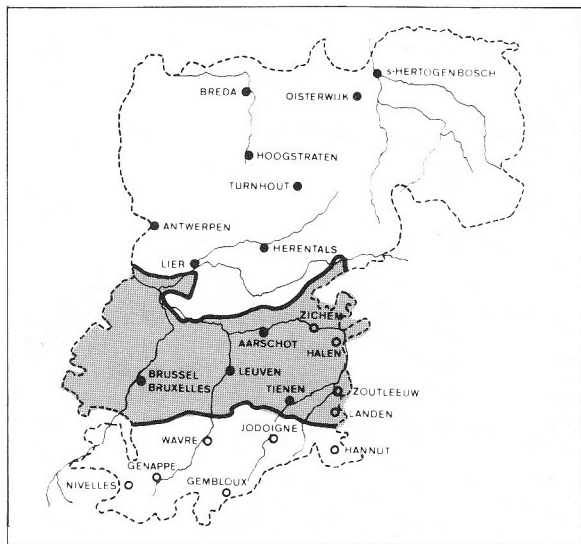 S-HERTOGENBOSCH
BREDA
OISTERWIJK
HOOGSTRATEN
TURNHOUT
ANTWERPEN
HERENTALS
LIER
ZICHEM
AARSCHOT
HALEN
BRUSSEL
BRUXELLES
LEUVEN
TIENEN
ZOUTLEEUW
LANDEN
WAVRE
JODOIGNE
HANNUT
GENAPPE
NIVELLES
GEMBLOUX